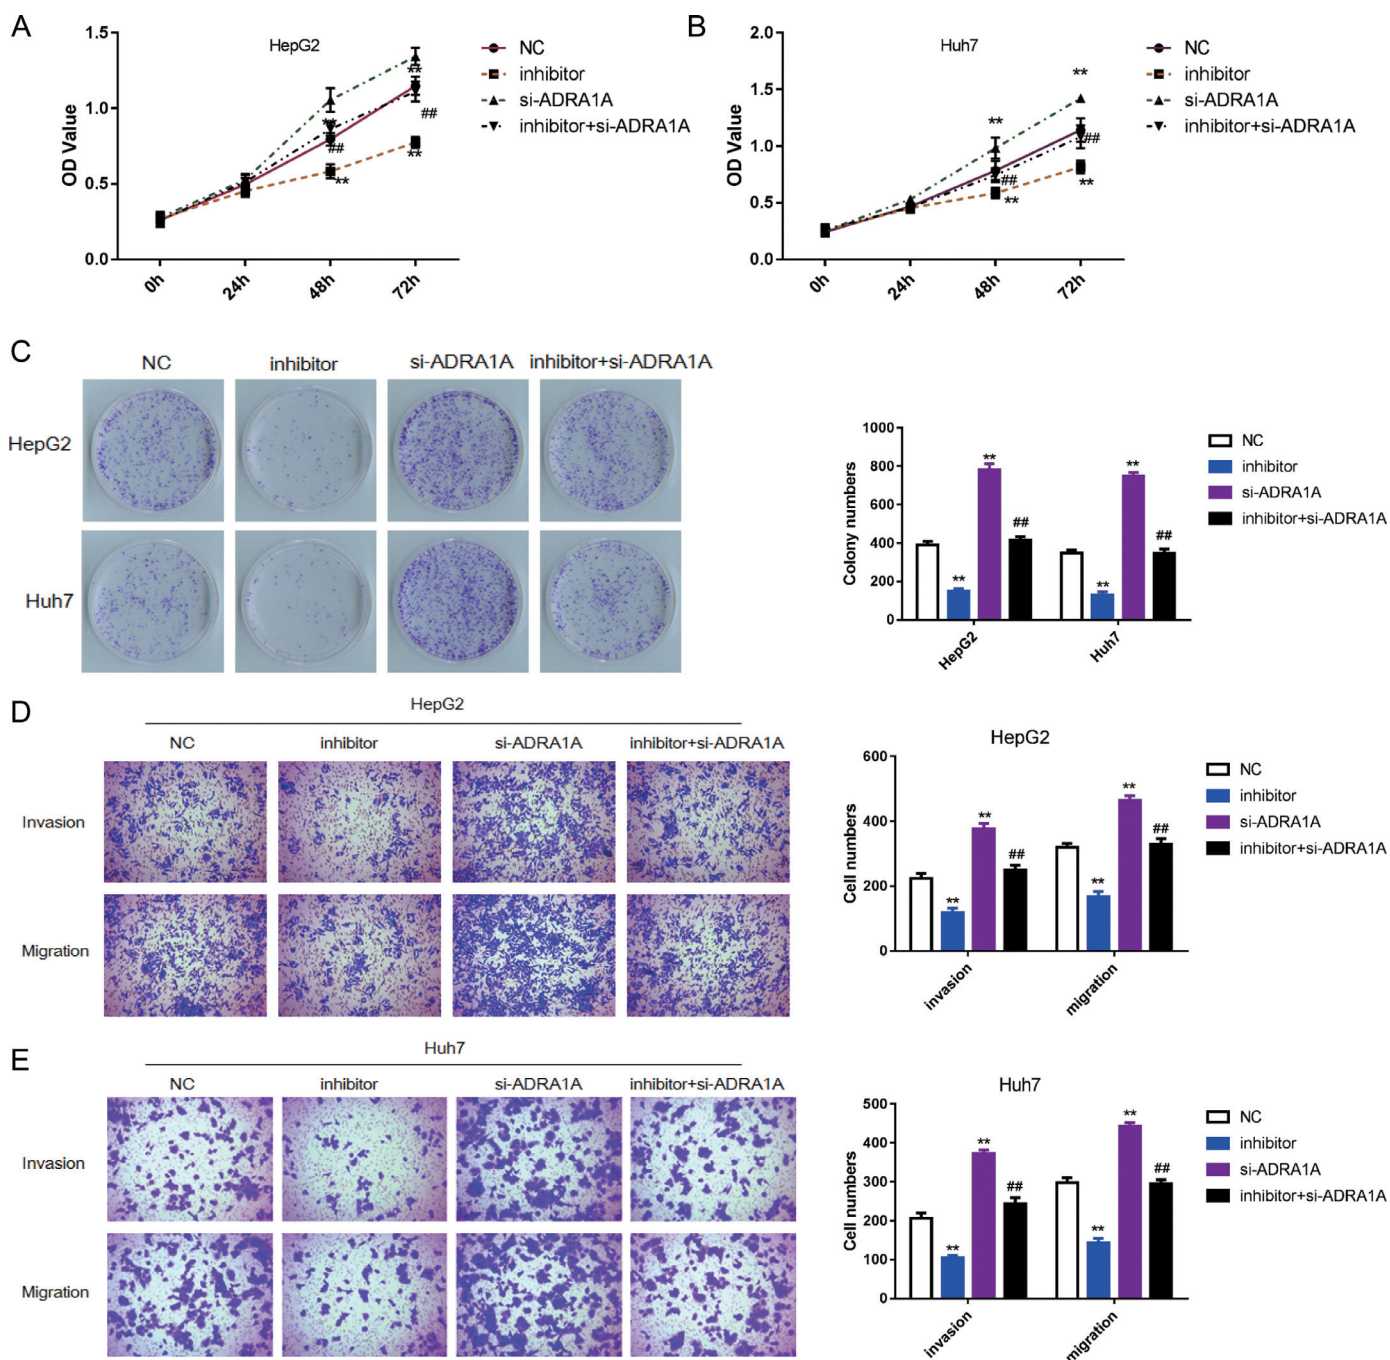 A
HepG2
OD Value
1.5
1.0
0.5
0.0
0h
24h
48h
72h
**
##
**
**
##
**
NC
inhibitor
si-ADRA1A
inhibitor+si-ADRA1A
B
Huh7
OD Value
2.0
1.5
1.0
0.5
0.0
0h
24h
48h
72h
**
##
**
**
##
**
NC
inhibitor
si-ADRA1A
inhibitor+si-ADRA1A
C
NC
inhibitor
si-ADRA1A
inhibitor+si-ADRA1A
HepG2
Huh7
Colony numbers
1000
800
600
400
200
0
**
**
##
**
**
##
HepG2
Huh7
NC
inhibitor
si-ADRA1A
inhibitor+si-ADRA1A
D
HepG2
NC
inhibitor
si-ADRA1A
inhibitor+si-ADRA1A
Invasion
Migration
HepG2
Cell numbers
600
400
200
0
**
**
##
**
**
##
invasion
migration
NC
inhibitor
si-ADRA1A
inhibitor+si-ADRA1A
E
Huh7
NC
inhibitor
si-ADRA1A
inhibitor+si-ADRA1A
Invasion
Migration
Huh7
Cell numbers
500
400
300
200
100
0
**
**
##
**
**
##
invasion
migration
NC
inhibitor
si-ADRA1A
inhibitor+si-ADRA1A